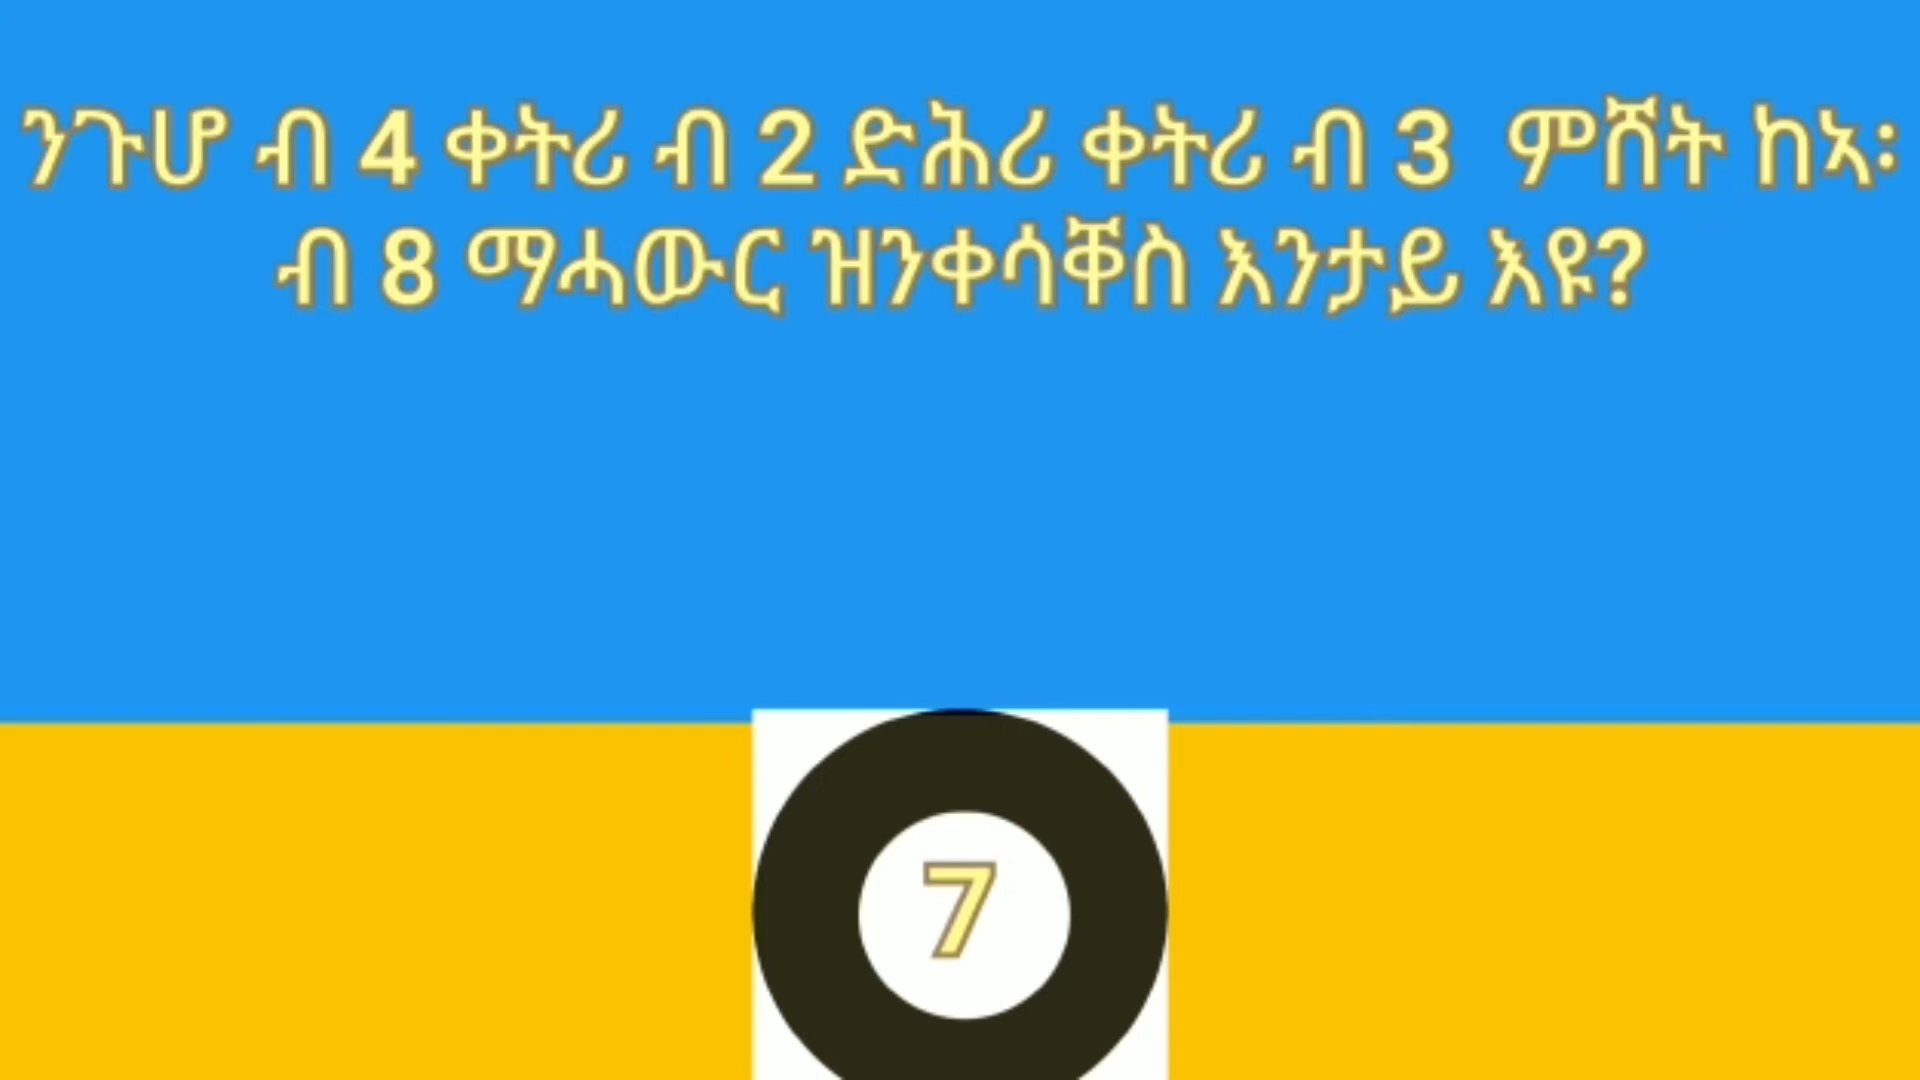 ንጉሆ ብ 4 ቀትሪ ብ 2 ድሕሪ ቀትሪ ብ 3 ምሸት ከኣ፡
ብ 8 ማሓውር ዝንቀሳቐስ እንታይ እዩ?
7